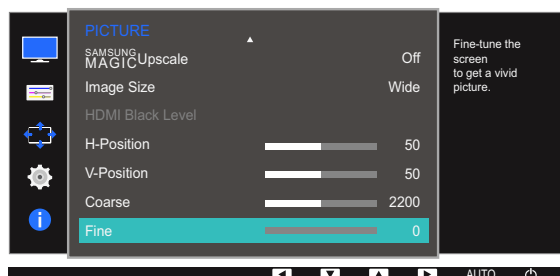 PICTURE
SAMSUNG
MAGIC Upscale Off
Image Size Wide
HDMI Black Level
H-Position 50
V-Position 50
Coarse 2200
Fine 0
Fine-tune the
screen
to get a vivid
picture.
AUTO